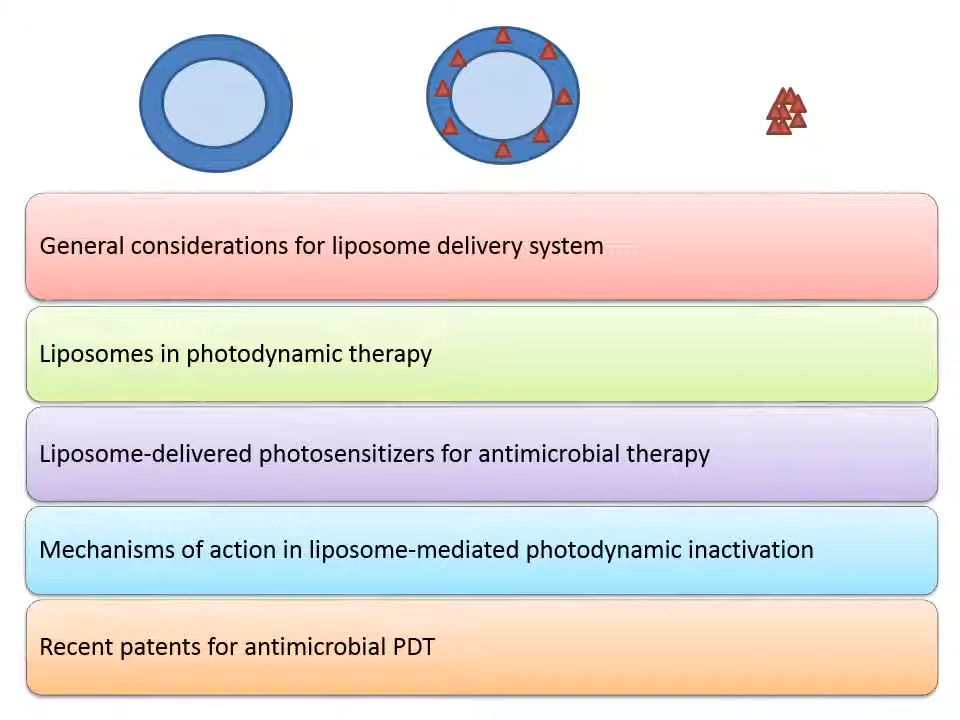 General considerations for liposome delivery system
Liposomes in photodynamic therapy
Liposome-delivered photosensitizers for antimicrobial therapy
Mechanisms of action in liposome-mediated photodynamic inactivation
Recent patents for antimicrobial PDT